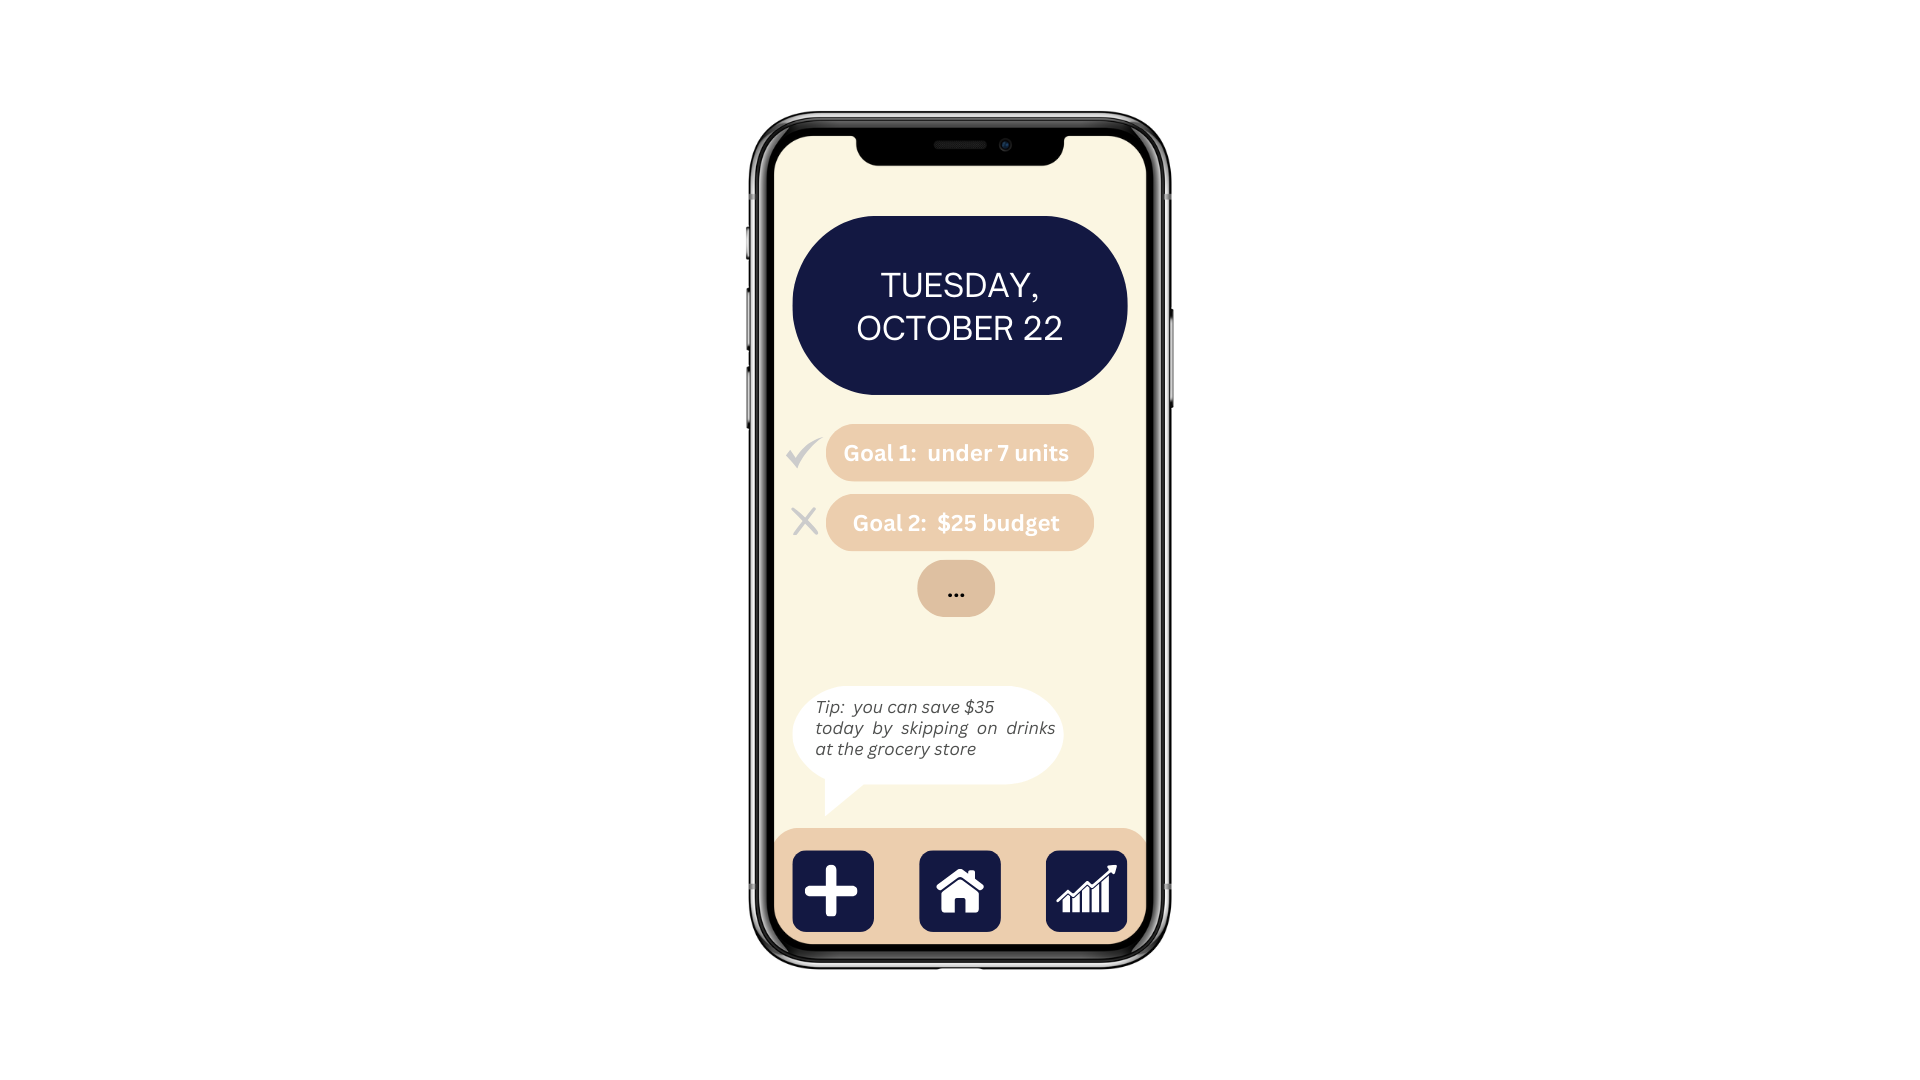 TUESDAY,
OCTOBER 22
Goal 1: under 7 units
Goal 2: $25 budget
...
Tip: you can save $35
today by skipping on drinks
at the grocery store